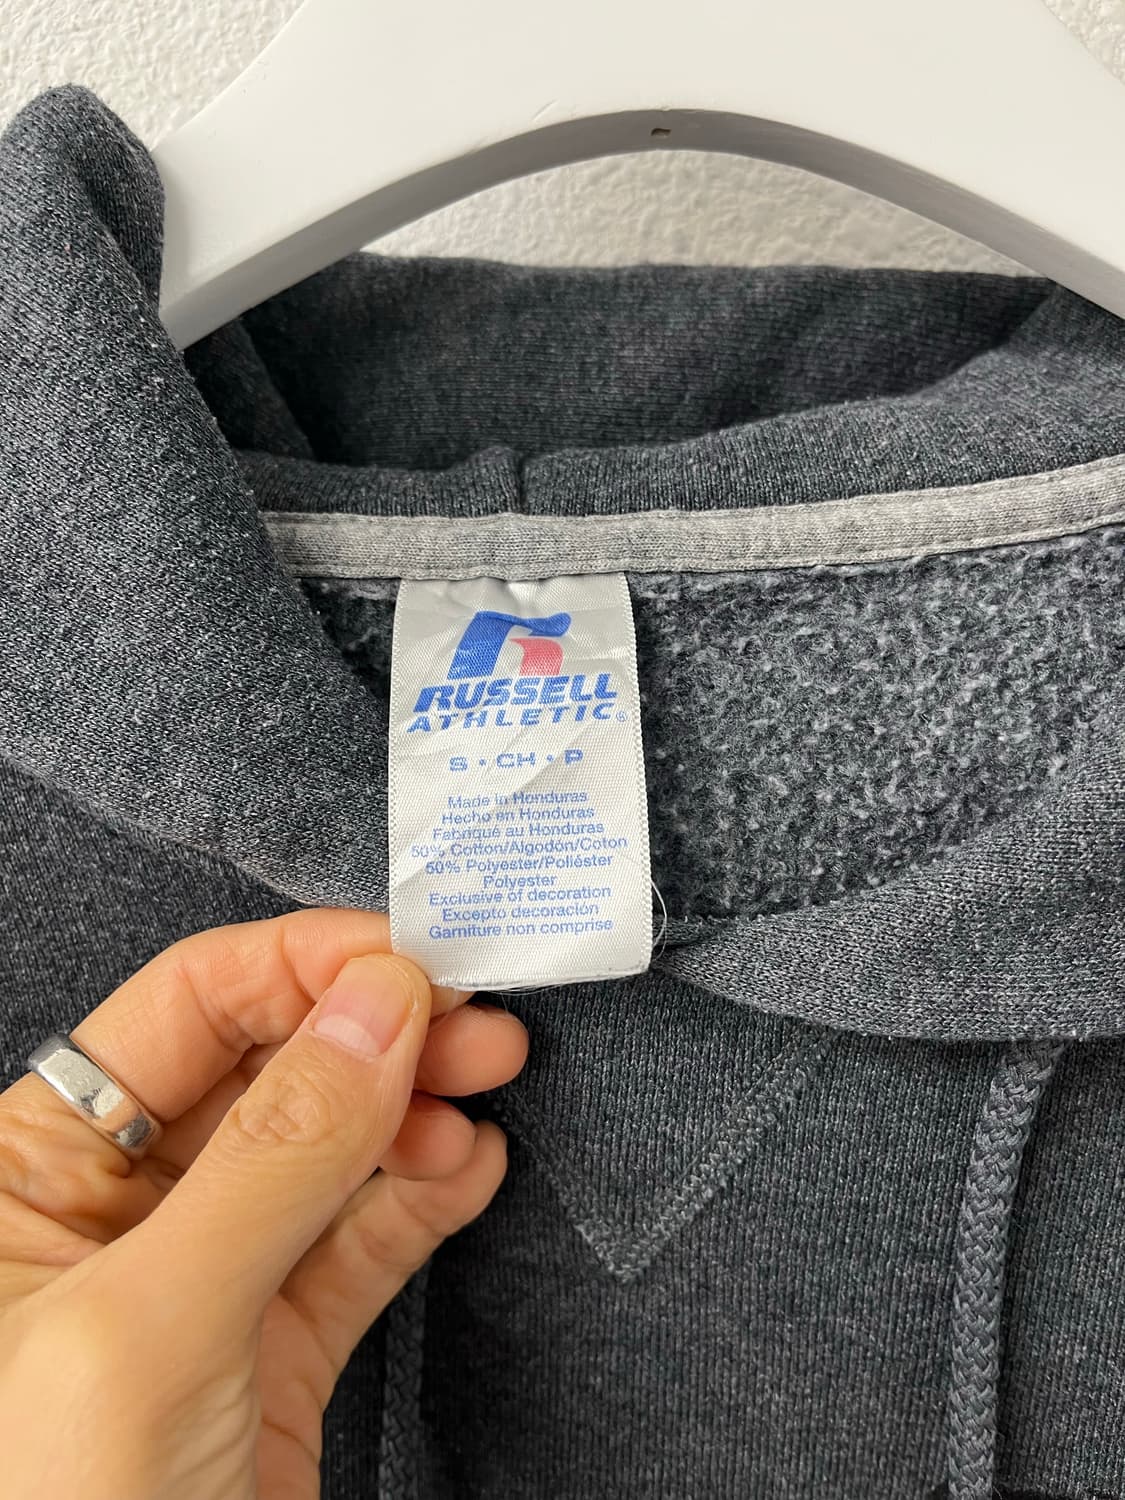 RUSSELL
ATHLETIC®
S • CH • P
Made in Honduras
Hecho en Honduras
Fabriqué au Honduras
50% Cotton/Algodón/Coton
50% Polyester/Poliéster
Polyester
Exclusive of decoration
Excepto decoración
Garniture non comprise